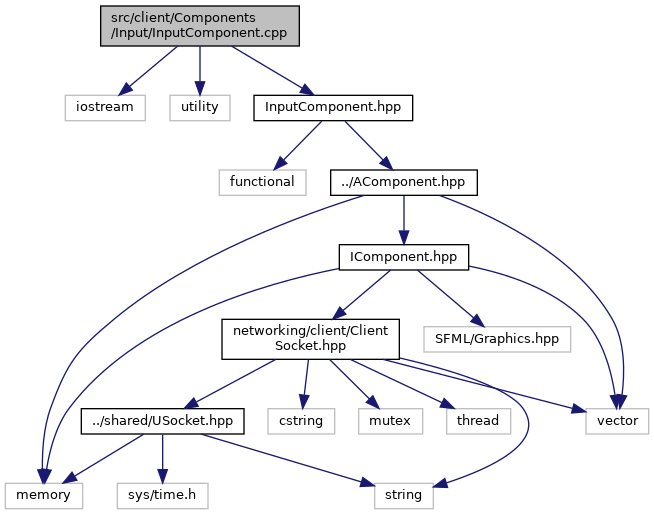 src/client/Components
/Input/InputComponent.cpp
iostream
utility
InputComponent.hpp
functional
../AComponent.hpp
IComponent.hpp
networking/client/Client
Socket.hpp
SFML/Graphics.hpp
../shared/USocket.hpp
cstring
mutex
thread
vector
memory
sys/time.h
string